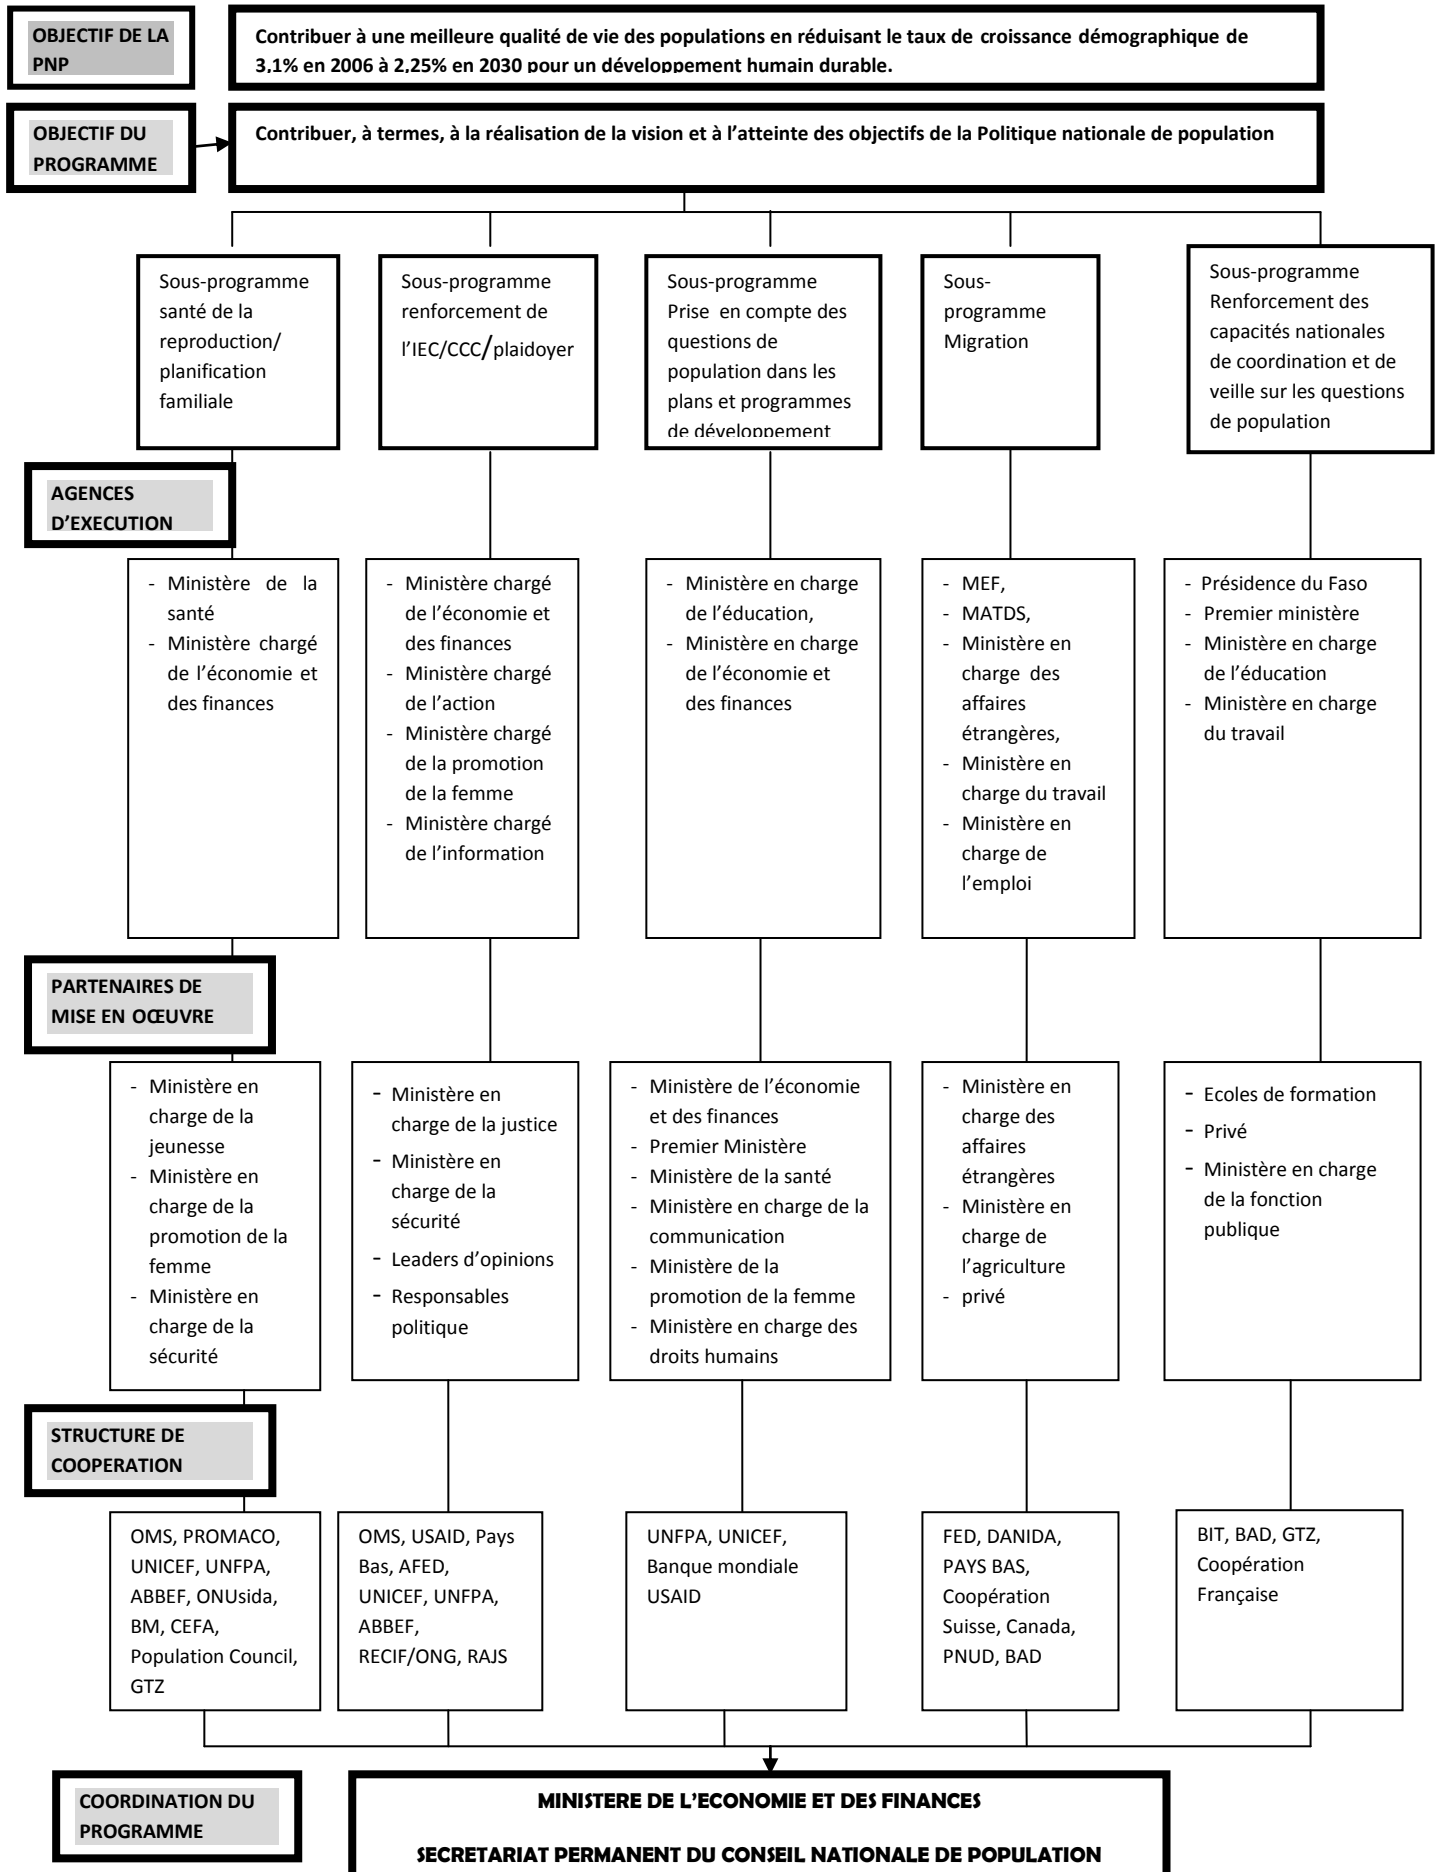 OBJECTIF DE LA
PNP
Contribuer à une meilleure qualité de vie des populations en réduisant le taux de croissance démographique de
3,1% en 2006 à 2,25% en 2030 pour un développement humain durable.
OBJECTIF DU
PROGRAMME
Contribuer, à termes, à la réalisation de la vision et à l’atteinte des objectifs de la Politique nationale de population
Sous-programme
santé de la
reproduction/
planification
familiale
Sous-programme
renforcement de
l’IEC/CCC/plaidoyer
Sous-programme
Prise en compte des
questions de
population dans les
plans et programmes
de développement
Sous-
programme
Migration
Sous-programme
Renforcement des
capacités nationales
de coordination et de
veille sur les questions
de population
AGENCES
D’EXECUTION
- Ministère de la
santé
- Ministère chargé
de l’économie et
des finances
- Ministère chargé
de l’économie et
des finances
- Ministère chargé
de l’action
- Ministère chargé
de la promotion
de la femme
- Ministère chargé
de l’information
- Ministère en charge
de l’éducation,
- Ministère en charge
de l’économie et
des finances
- MEF,
- MATDS,
- Ministère en
charge des
affaires
étrangères,
- Ministère en
charge du travail
- Ministère en
charge de
l’emploi
- Présidence du Faso
- Premier ministère
- Ministère en charge
de l’éducation
- Ministère en charge
du travail
PARTENAIRES DE
MISE EN OŒUVRE
- Ministère en
charge de la
jeunesse
- Ministère en
charge de la
promotion de la
femme
- Ministère en
charge de la
sécurité
- Ministère en
charge de la justice
- Ministère en
charge de la
sécurité
- Leaders d’opinions
- Responsables
politique
- Ministère de l’économie
et des finances
- Premier Ministère
- Ministère de la santé
- Ministère en charge de la
communication
- Ministère de la
promotion de la femme
- Ministère en charge des
droits humains
- Ministère en
charge des
affaires
étrangères
- Ministère en
charge de
l’agriculture
- privé
- Ecoles de formation
- Privé
- Ministère en charge
de la fonction
publique
STRUCTURE DE
COOPERATION
OMS, PROMACO,
UNICEF, UNFPA,
ABBEF, ONUsida,
BM, CEFA,
Population Council,
GTZ
OMS, USAID, Pays
Bas, AFED,
UNICEF, UNFPA,
ABBEF,
RECIF/ONG, RAJS
UNFPA, UNICEF,
Banque mondiale
USAID
FED, DANIDA,
PAYS BAS,
Coopération
Suisse, Canada,
PNUD, BAD
BIT, BAD, GTZ,
Coopération
Française
COORDINATION DU
PROGRAMME
MINISTERE DE L’ECONOMIE ET DES FINANCES
SECRETARIAT PERMANENT DU CONSEIL NATIONALE DE POPULATION